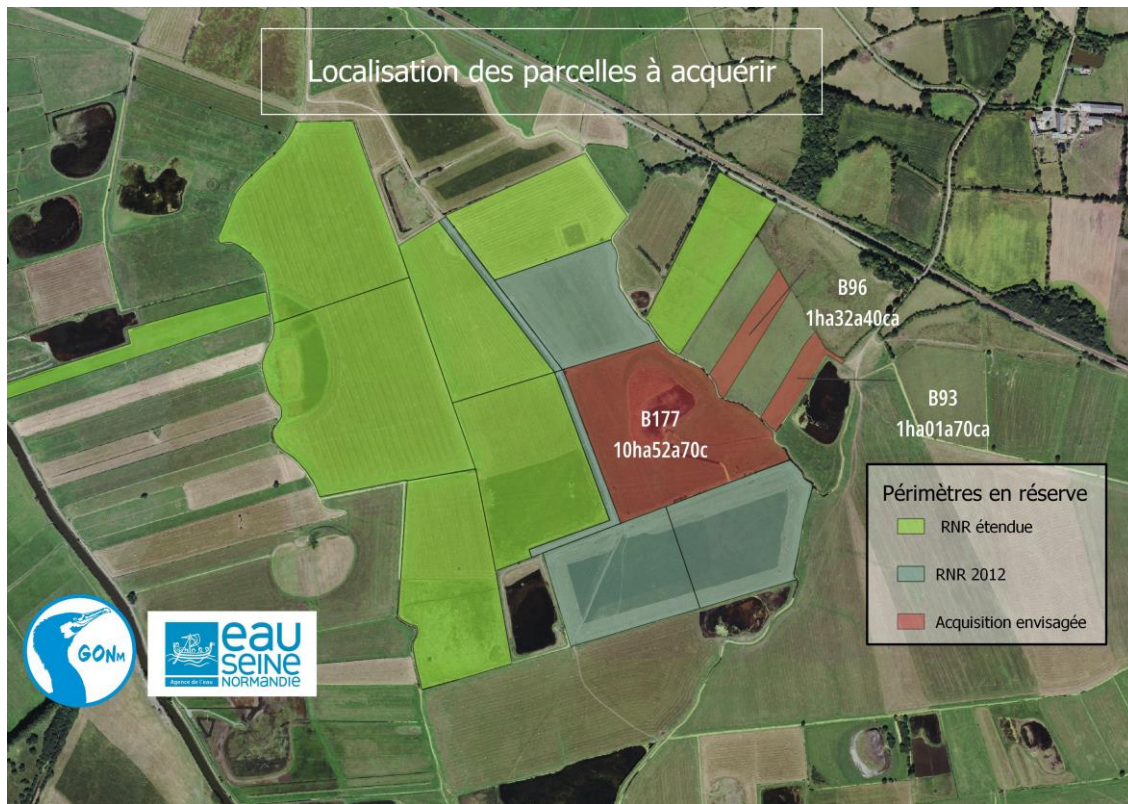 Localisation des parcelles à acquérir
B96
1ha32a40ca
B93
1ha01a70ca
B177
10ha52a70c
Périmètres en réserve
RNR étendue
RNR 2012
Acquisition envisagée
GONm
eau
SEINE
NORMANDIE
Agence de l'eau